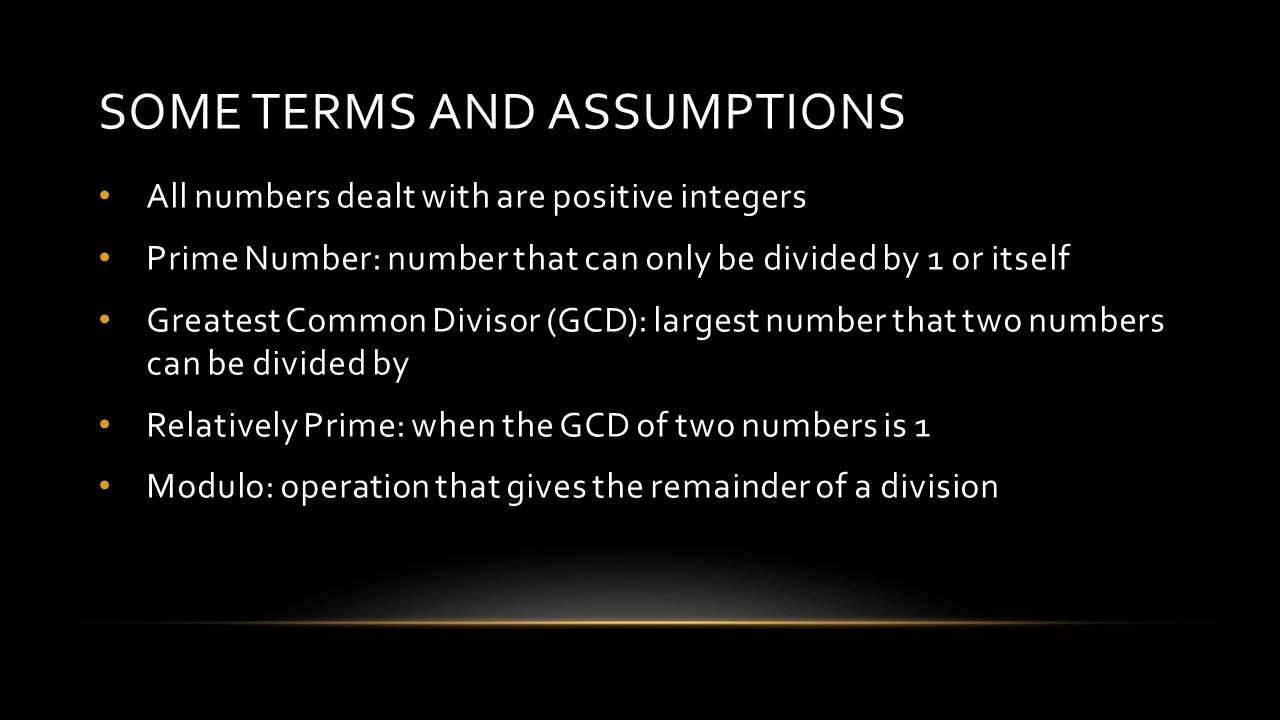 SOME TERMS AND ASSUMPTIONS
• All numbers dealt with are positive integers
• Prime Number: number that can only be divided by 1 or itself
• Greatest Common Divisor (GCD): largest number that two numbers
can be divided by
• Relatively Prime: when the GCD of two numbers is 1
• Modulo: operation that gives the remainder of a division